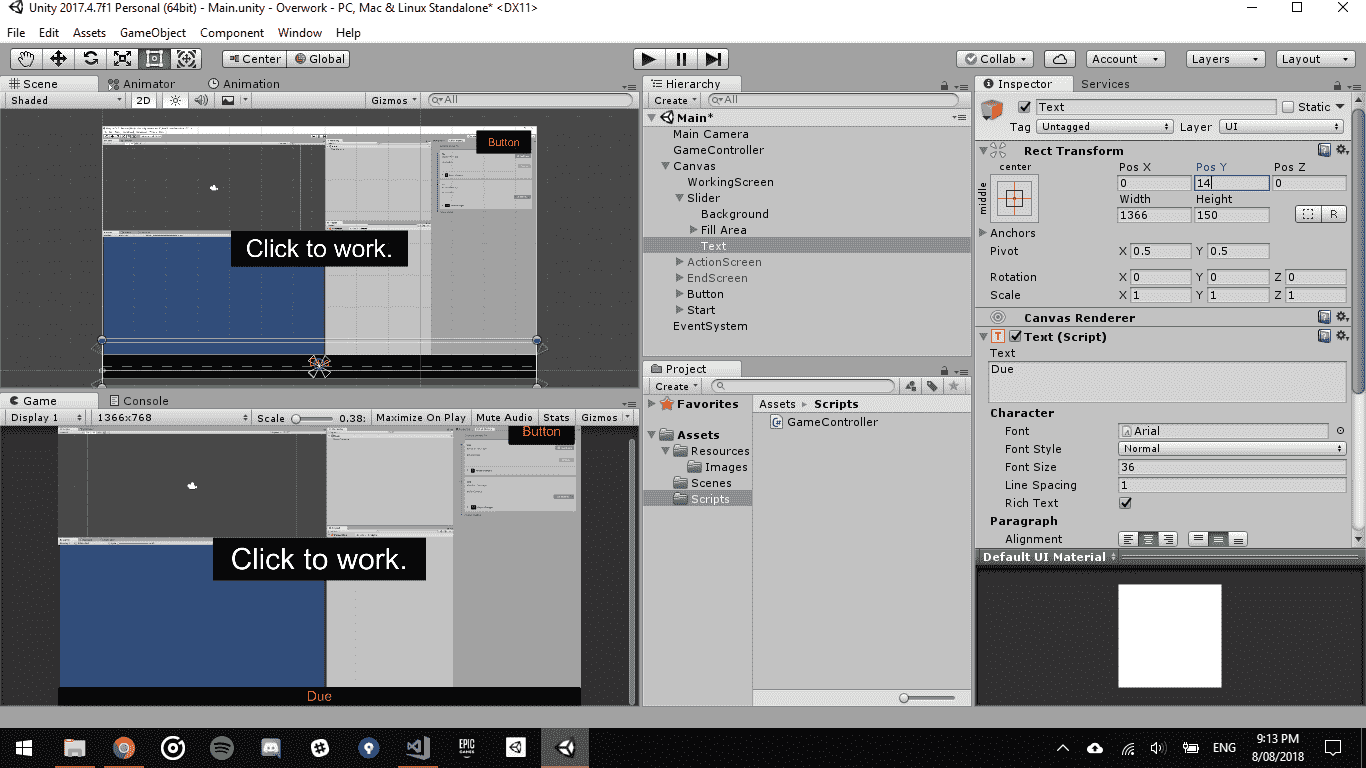 Unity 2017.4.7f1 Personal (64bit) - Main.unity - Overwork - PC, Mac & Linux Standalone* <DX11>
File Edit Assets GameObject Component Window Help
Center Global Collab Account Layers Layout
Scene Animator Animation
Shaded 2D Gizmos All
Button
Click to work.
Due
Game Console
Display 1 1366x768 Scale 0.38: Maximize On Play Mute Audio Stats Gizmos
Button
Click to work.
Due
Hierarchy
Create All
Main*
Main Camera
GameController
Canvas
WorkingScreen
Slider
Background
Fill Area
Text
ActionScreen
EndScreen
Button
Start
EventSystem
Project
Create
Favorites
Assets
Resources
Images
Scenes
Scripts
Assets Scripts
GameController
Inspector Services
Text Static
Tag Untagged Layer UI
Rect Transform
center Pos X Pos Y Pos Z
middle 0 14 0
Width Height
1366 150 R
Anchors
Pivot X 0.5 Y 0.5
Rotation X 0 Y 0 Z 0
Scale X 1 Y 1 Z 1
Canvas Renderer
T Text (Script)
Text
Due
Character
Font Arial
Font Style Normal
Font Size 36
Line Spacing 1
Rich Text
Paragraph
Alignment
Default UI Material
EPIC GAMES
ENG
9:13 PM
8/08/2018